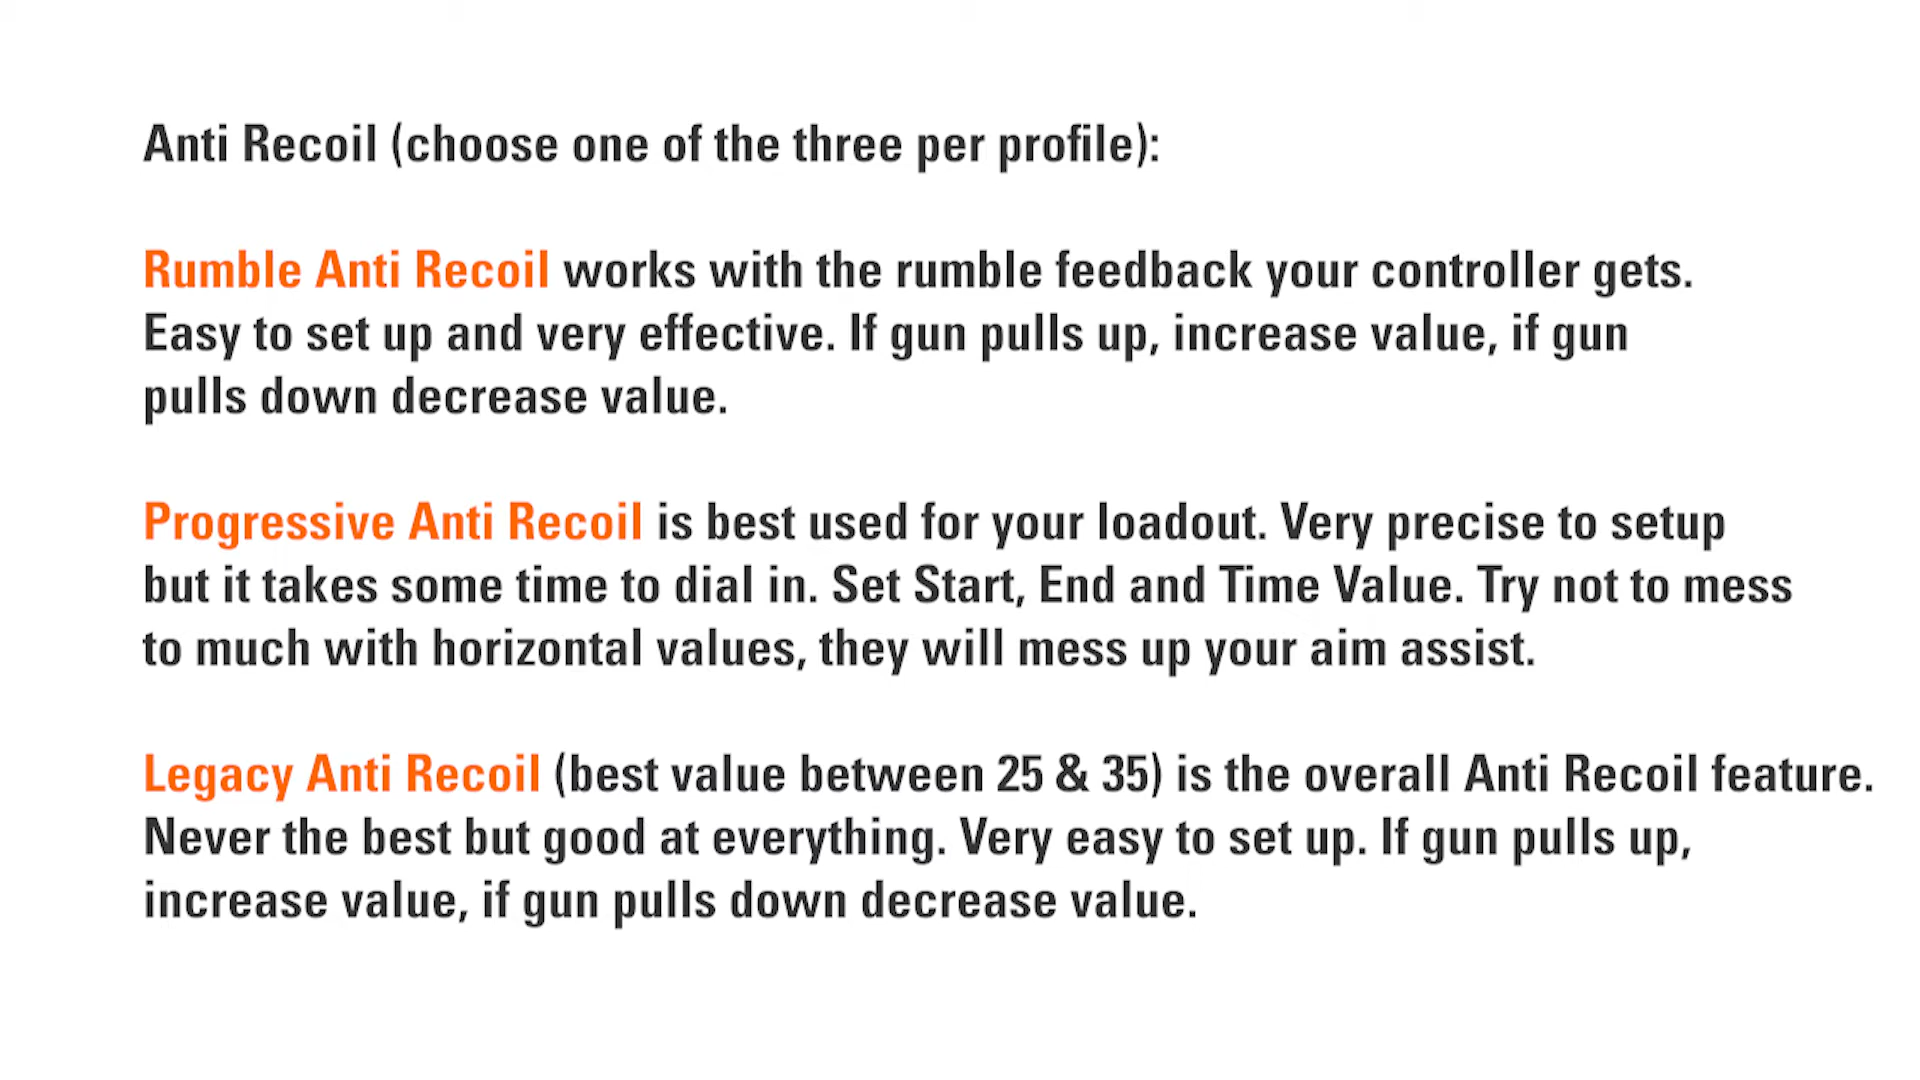 Anti Recoil (choose one of the three per profile):
Rumble Anti Recoil works with the rumble feedback your controller gets.
Easy to set up and very effective. If gun pulls up, increase value, if gun
pulls down decrease value.
Progressive Anti Recoil is best used for your loadout. Very precise to setup
but it takes some time to dial in. Set Start, End and Time Value. Try not to mess
to much with horizontal values, they will mess up your aim assist.
Legacy Anti Recoil (best value between 25 & 35) is the overall Anti Recoil feature.
Never the best but good at everything. Very easy to set up. If gun pulls up,
increase value, if gun pulls down decrease value.